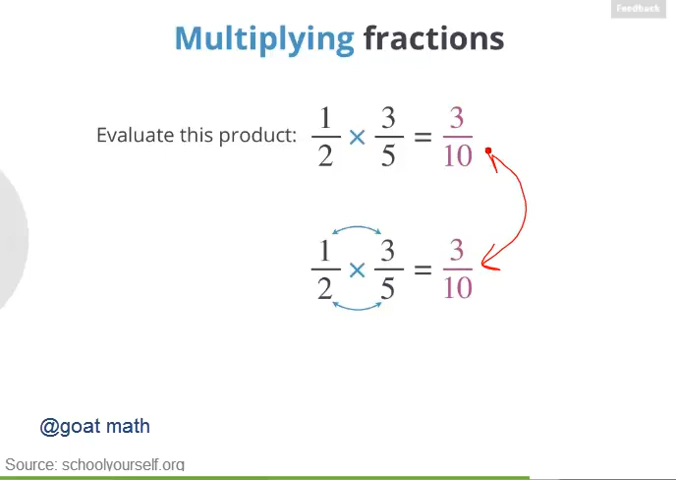 Feedback
Multiplying fractions
Evaluate this product: 1/2 × 3/5 = 3/10
1/2 × 3/5 = 3/10
@goat math
Source: schoolyourself.org